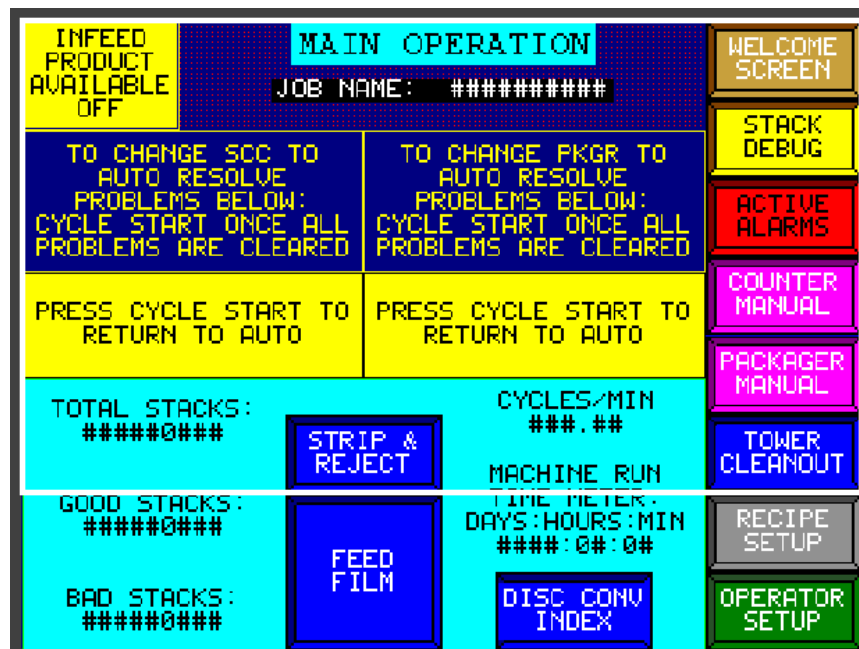 INFEED
PRODUCT
AVAILABLE
OFF
MAIN OPERATION
JOB NAME: ##########
TO CHANGE SCC TO
AUTO RESOLVE
PROBLEMS BELOW:
CYCLE START ONCE ALL
PROBLEMS ARE CLEARED
TO CHANGE PKGR TO
AUTO RESOLVE
PROBLEMS BELOW:
CYCLE START ONCE ALL
PROBLEMS ARE CLEARED
PRESS CYCLE START TO
RETURN TO AUTO
PRESS CYCLE START TO
RETURN TO AUTO
TOTAL STACKS:
#####0###
GOOD STACKS:
#####0###
BAD STACKS:
#####0###
STRIP &
REJECT
FEED
FILM
CYCLES/MIN
###.##
MACHINE RUN
TIME METER:
DAYS:HOURS:MIN
####:0#:0#
DISC CONV
INDEX
WELCOME
SCREEN
STACK
DEBUG
ACTIVE
ALARMS
COUNTER
MANUAL
PACKAGER
MANUAL
TOWER
CLEANOUT
RECIPE
SETUP
OPERATOR
SETUP